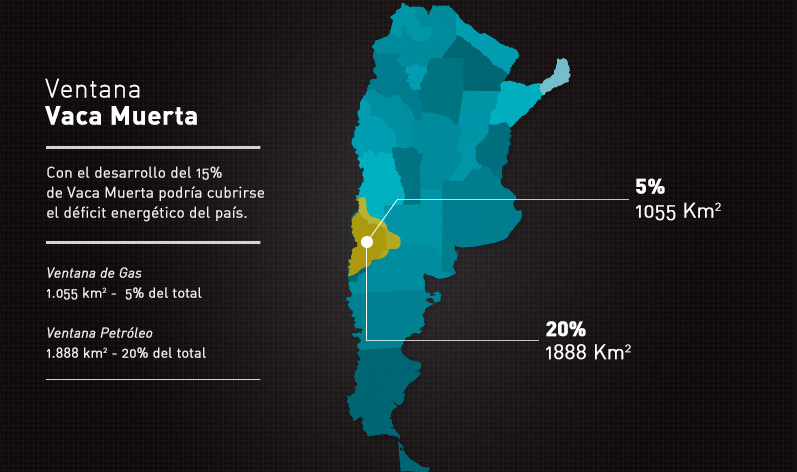 Ventana
Vaca Muerta
Con el desarrollo del 15%
de Vaca Muerta podría cubrirse
el déficit energético del país.
Ventana de Gas
1.055 km² - 5% del total
Ventana Petróleo
1.888 km² - 20% del total
5%
1055 Km²
20%
1888 Km²